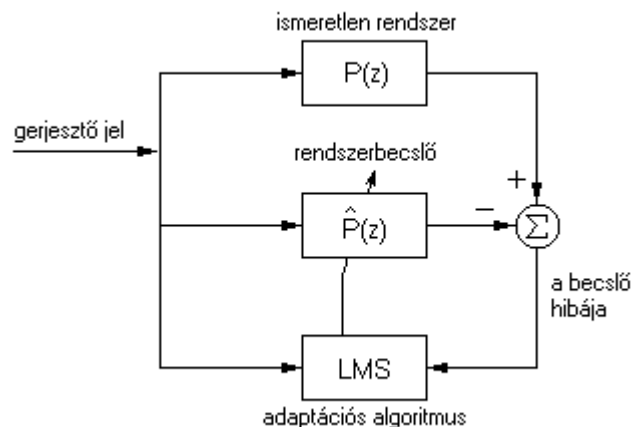 ismeretlen rendszer
P(z)
gerjesztő jel
rendszerbecslő
+
−
P̂(z)
Σ
a becslő
hibája
LMS
adaptációs algoritmus